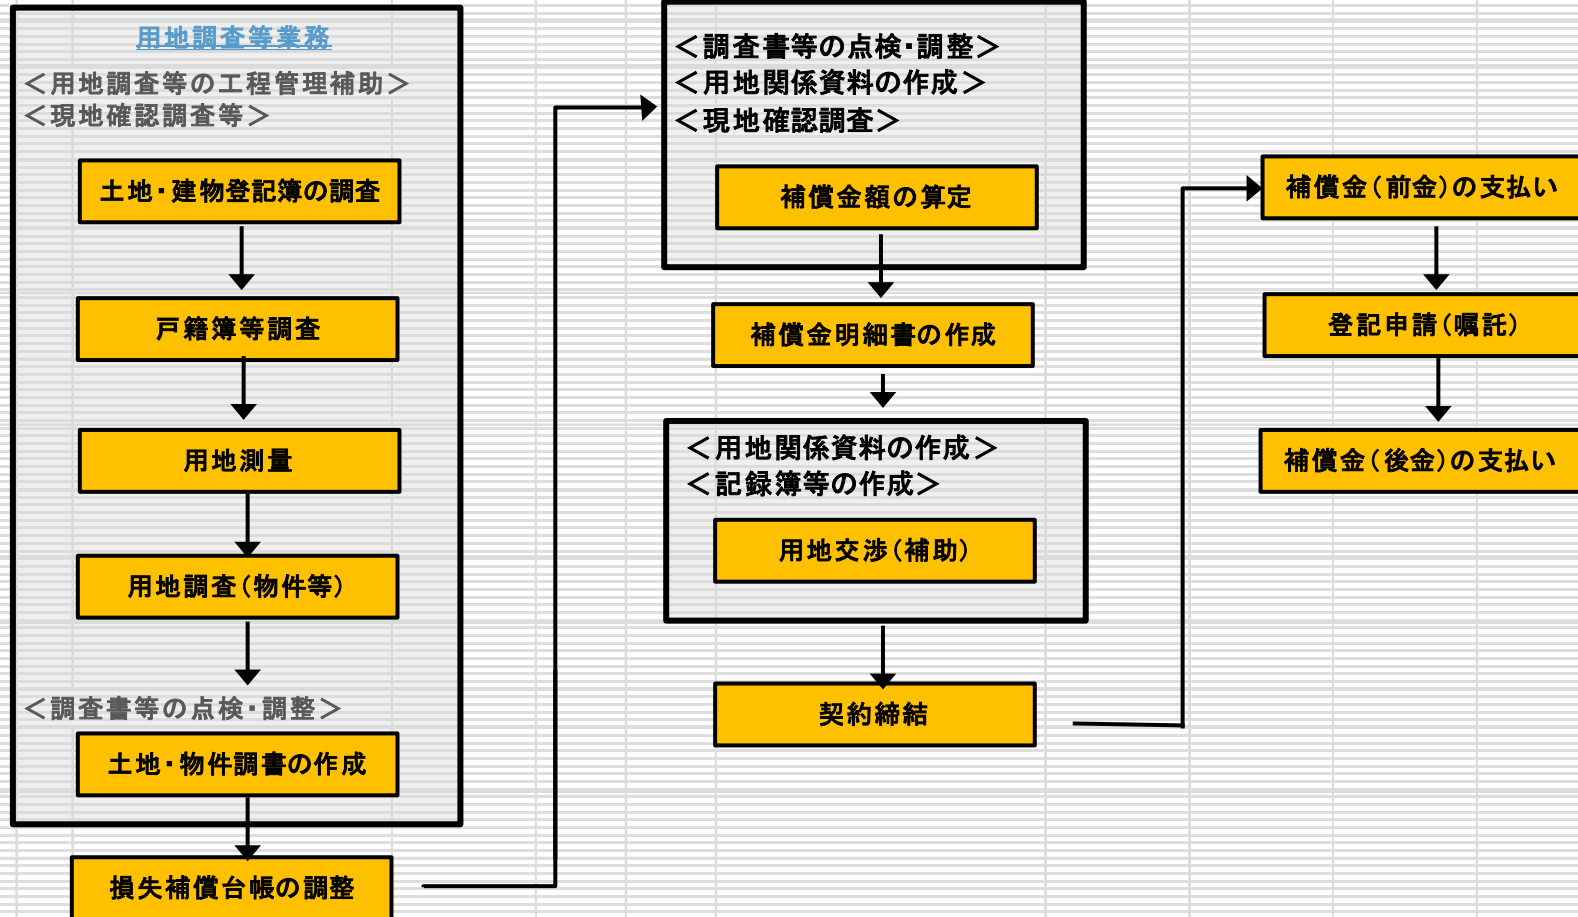 用地調査等業務
＜用地調査等の工程管理補助＞
＜現地確認調査等＞
土地・建物登記簿の調査
戸籍簿等調査
用地測量
用地調査（物件等）
＜調査書等の点検・調整＞
土地・物件調書の作成
損失補償台帳の調整
＜調査書等の点検・調整＞
＜用地関係資料の作成＞
＜現地確認調査＞
補償金額の算定
補償金明細書の作成
＜用地関係資料の作成＞
＜記録簿等の作成＞
用地交渉（補助）
契約締結
補償金（前金）の支払い
登記申請（嘱託）
補償金（後金）の支払い